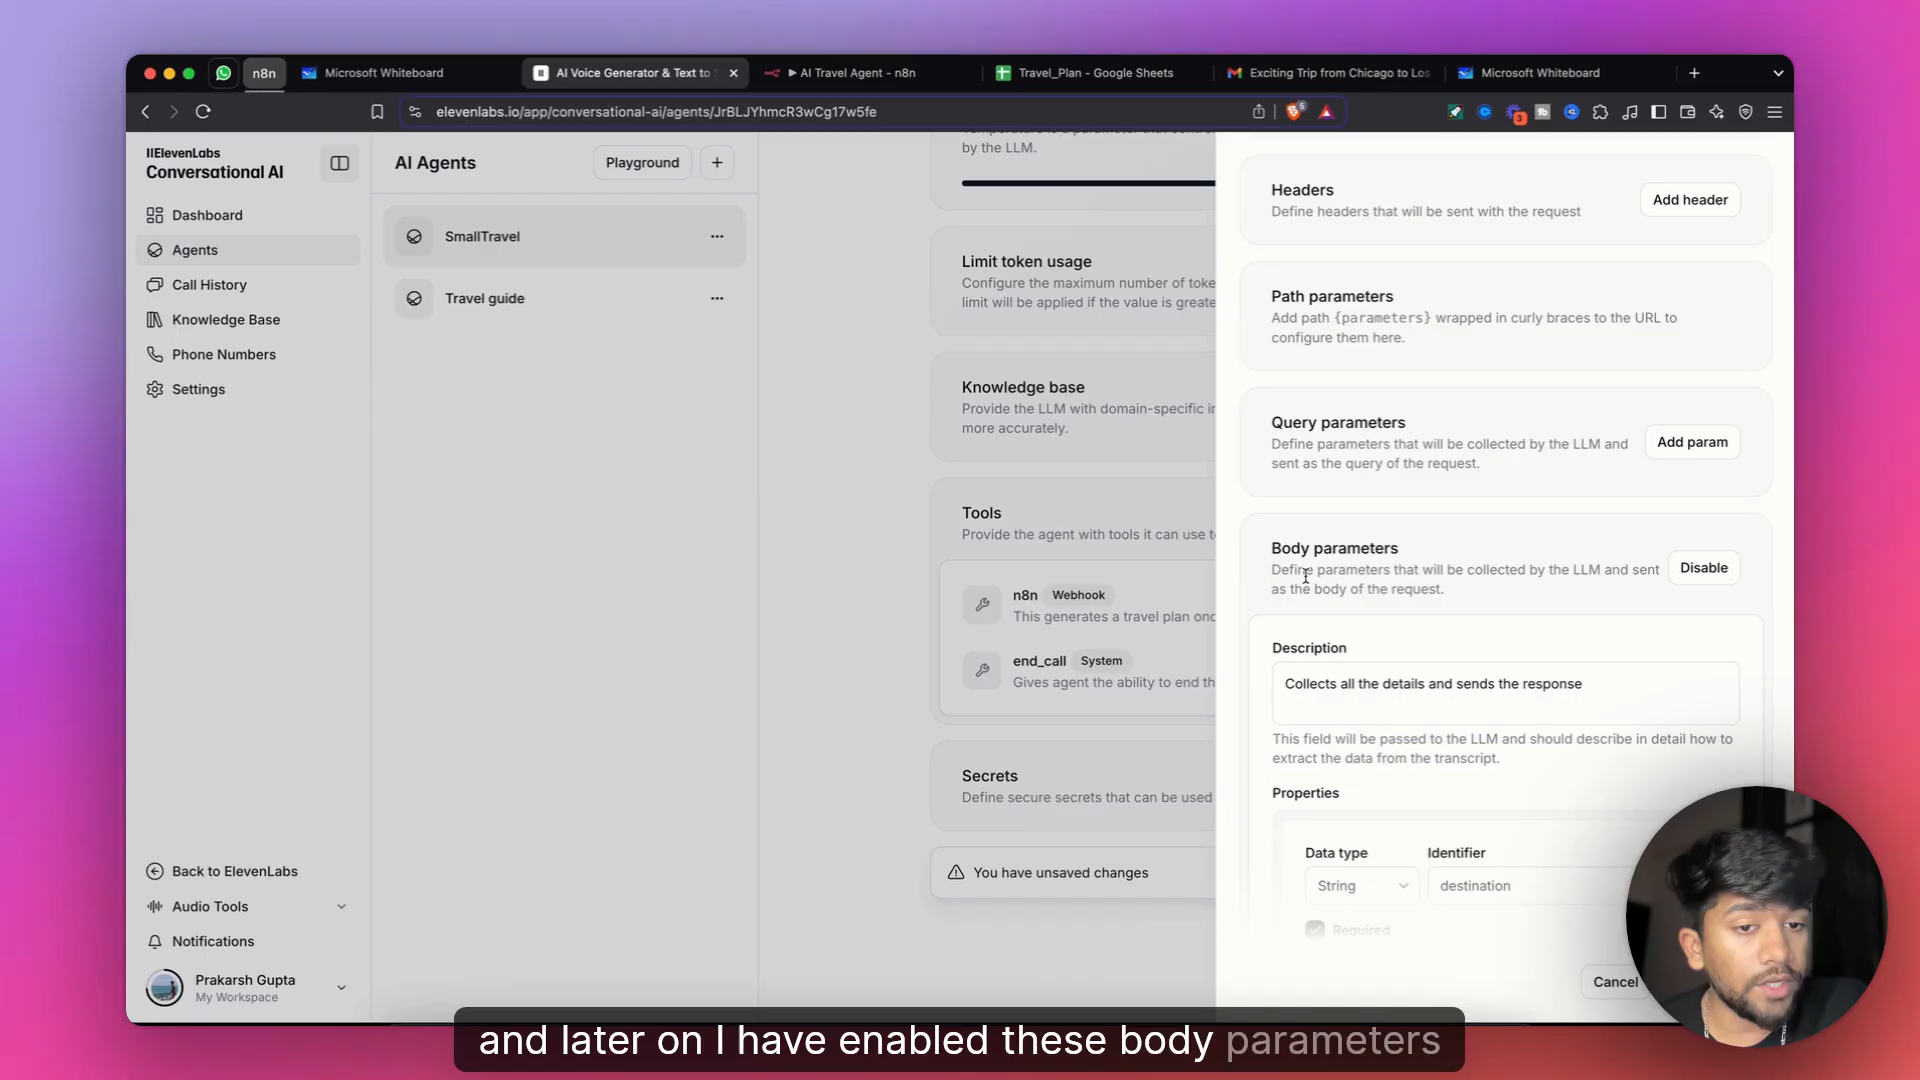 n8n
Microsoft Whiteboard
AI Voice Generator & Text to
AI Travel Agent - n8n
Travel_Plan - Google Sheets
Exciting Trip from Chicago to Los
Microsoft Whiteboard
elevenlabs.io/app/conversational-ai/agents/JrBLJYhmcR3wCg17w5fe
5
3
IIElevenLabs
Conversational AI
Dashboard
Agents
Call History
Knowledge Base
Phone Numbers
Settings
Back to ElevenLabs
Audio Tools
Notifications
Prakarsh Gupta
My Workspace
AI Agents
Playground
SmallTravel
Travel guide
by the LLM.
Limit token usage
Configure the maximum number of toke
limit will be applied if the value is greate
Knowledge base
Provide the LLM with domain-specific in
more accurately.
Tools
Provide the agent with tools it can use t
n8n
Webhook
This generates a travel plan onc
end_call
System
Gives agent the ability to end th
Secrets
Define secure secrets that can be used
You have unsaved changes
Headers
Define headers that will be sent with the request
Add header
Path parameters
Add path {parameters} wrapped in curly braces to the URL to
configure them here.
Query parameters
Define parameters that will be collected by the LLM and
sent as the query of the request.
Add param
Body parameters
Define parameters that will be collected by the LLM and sent
as the body of the request.
Disable
Description
Collects all the details and sends the response
This field will be passed to the LLM and should describe in detail how to
extract the data from the transcript.
Properties
Data type
Identifier
String
destination
Required
Cancel
and later on I have enabled these body parameters